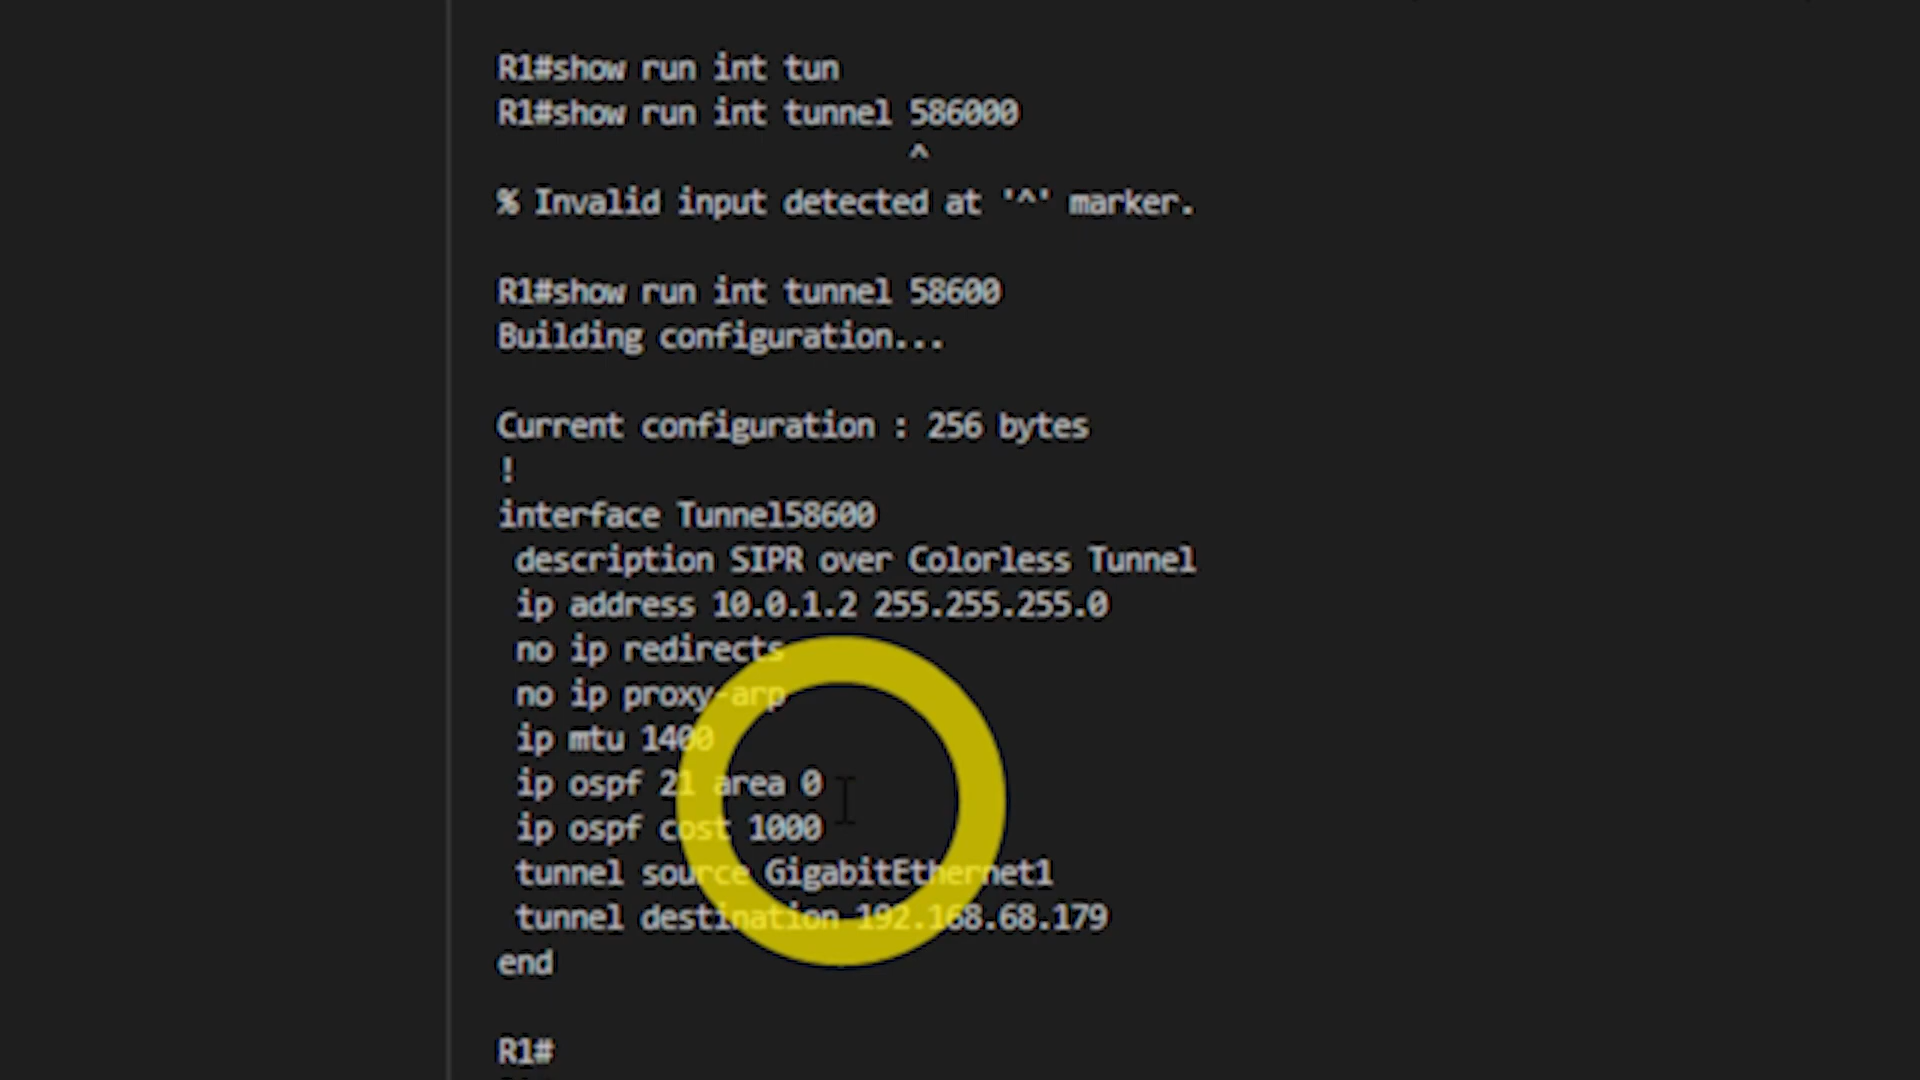 R1#show run int tun
R1#show run int tunnel 586000
^
% Invalid input detected at '^' marker.
R1#show run int tunnel 58600
Building configuration...
Current configuration : 256 bytes
!
interface Tunnel58600
description SIPR over Colorless Tunnel
ip address 10.0.1.2 255.255.255.0
no ip redirects
no ip proxy-arp
ip mtu 1400
ip ospf 21 area 0
ip ospf cost 1000
tunnel source GigabitEthernet1
tunnel destination 192.168.68.179
end
R1#